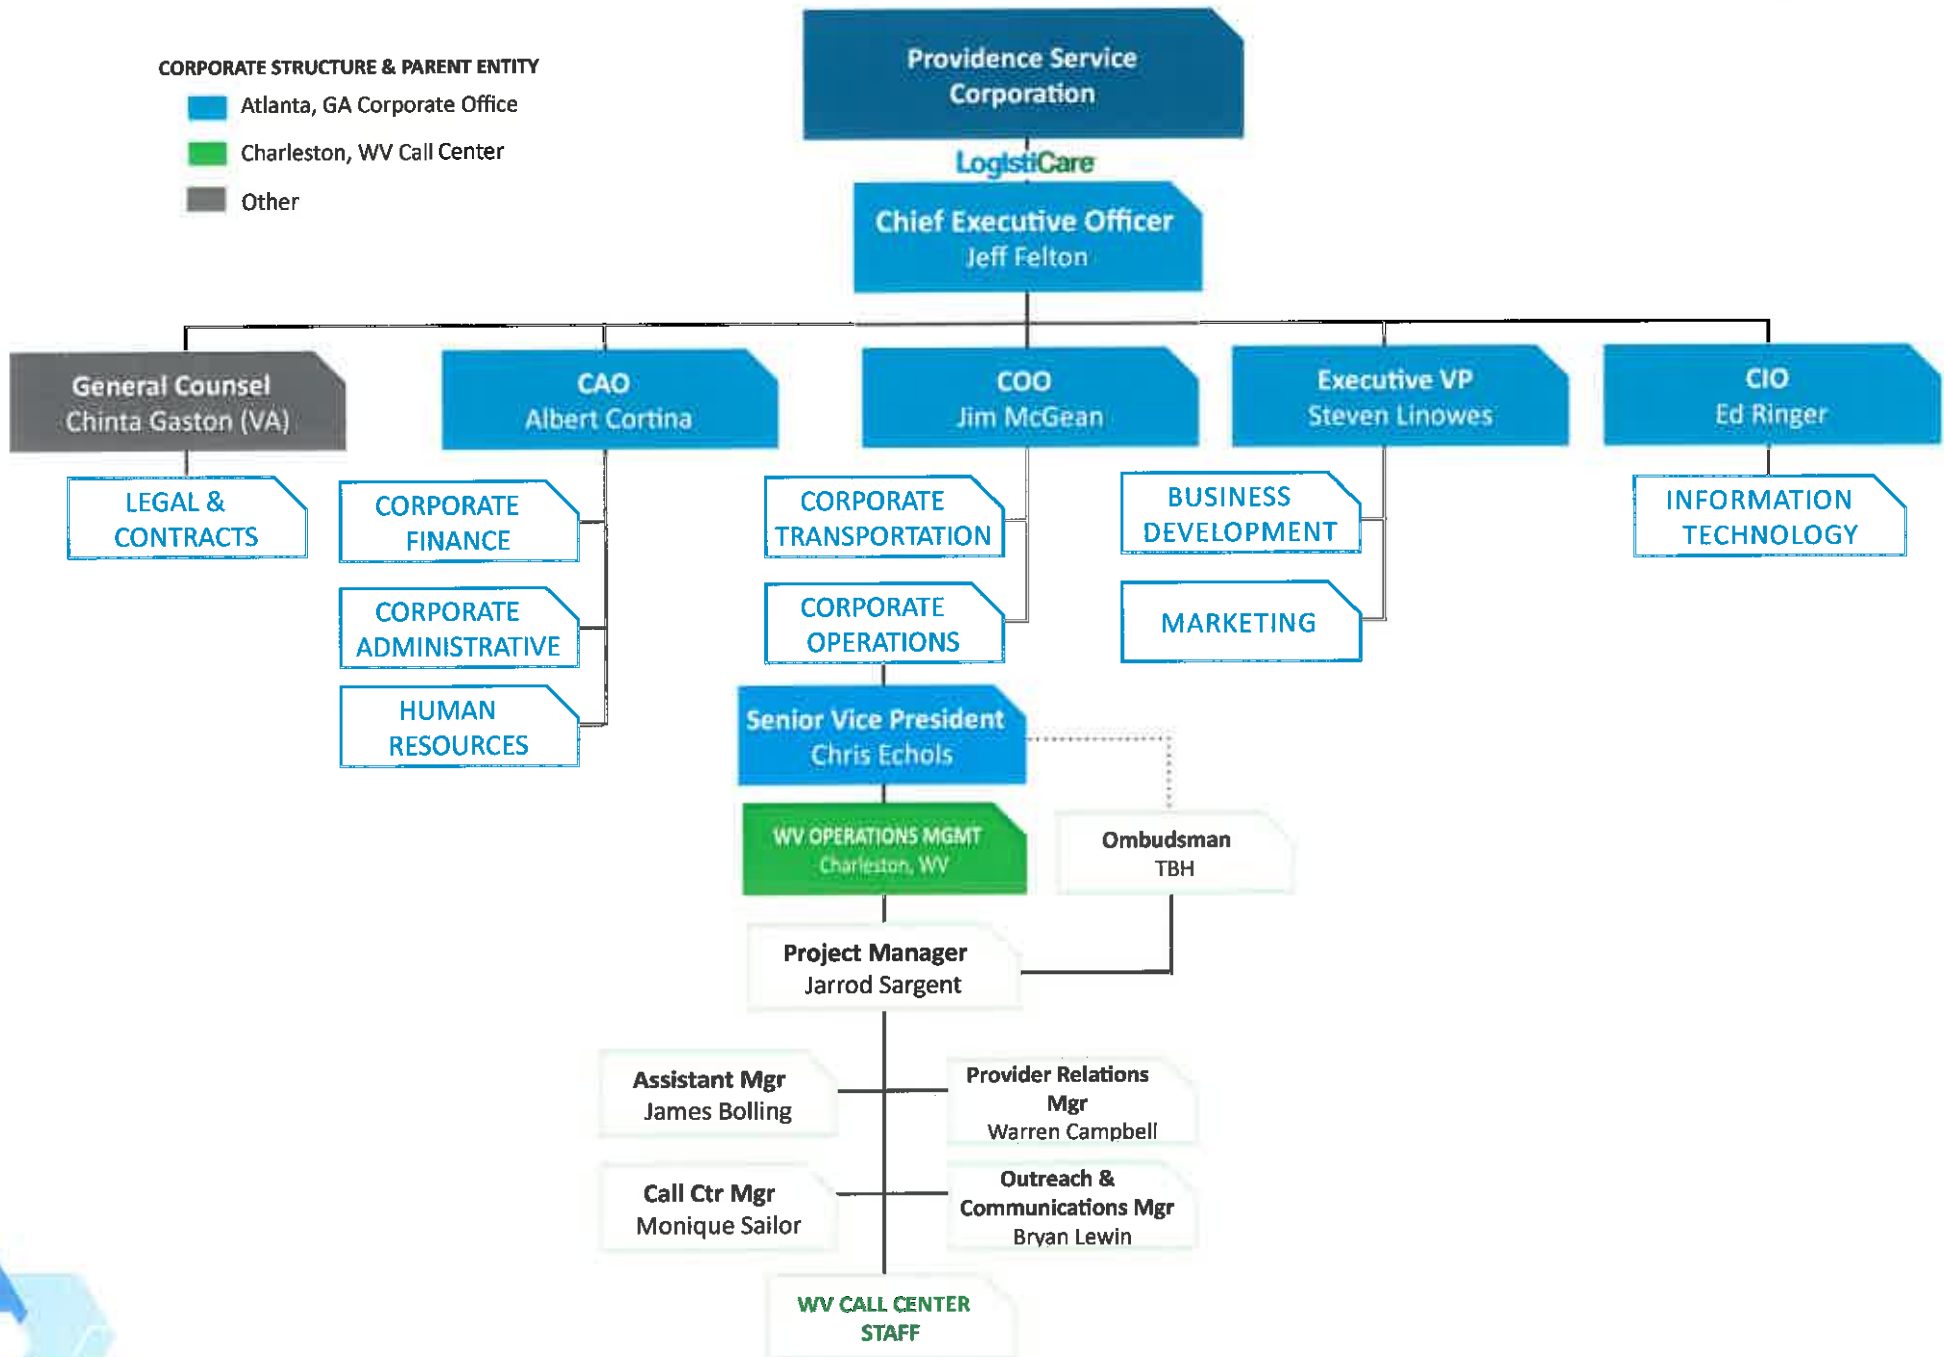 CORPORATE STRUCTURE & PARENT ENTITY
Atlanta, GA Corporate Office
Charleston, WV Call Center
Other
Providence Service
Corporation
LogistiCare
Chief Executive Officer
Jeff Felton
General Counsel
Chinta Gaston (VA)
CAO
Albert Cortina
COO
Jim McGean
Executive VP
Steven Linowes
CIO
Ed Ringer
LEGAL &
CONTRACTS
CORPORATE
FINANCE
CORPORATE
ADMINISTRATIVE
HUMAN
RESOURCES
CORPORATE
TRANSPORTATION
CORPORATE
OPERATIONS
BUSINESS
DEVELOPMENT
MARKETING
INFORMATION
TECHNOLOGY
Senior Vice President
Chris Echols
WV OPERATIONS MGMT
Charleston, WV
Ombudsman
TBH
Project Manager
Jarrod Sargent
Assistant Mgr
James Bolling
Provider Relations
Mgr
Warren Campbell
Call Ctr Mgr
Monique Sailor
Outreach &
Communications Mgr
Bryan Lewin
WV CALL CENTER
STAFF